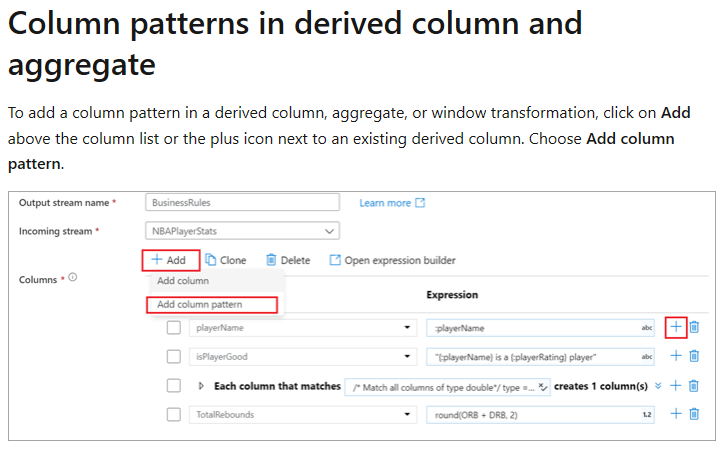 Column patterns in derived column and
aggregate
To add a column pattern in a derived column, aggregate, or window transformation, click on Add
above the column list or the plus icon next to an existing derived column. Choose Add column
pattern.
Output stream name *
BusinessRules
Learn more
Incoming stream *
NBAPlayerStats
Add
Clone
Delete
Open expression builder
Columns *
Add column
Add column pattern
Expression
playerName
:playerName
abc
isPlayerGood
"{:playerName} is a {:playerRating} player"
abc
Each column that matches
/* Match all columns of type double*/ type =...
creates 1 column(s)
TotalRebounds
round(ORB + DRB, 2)
1.2